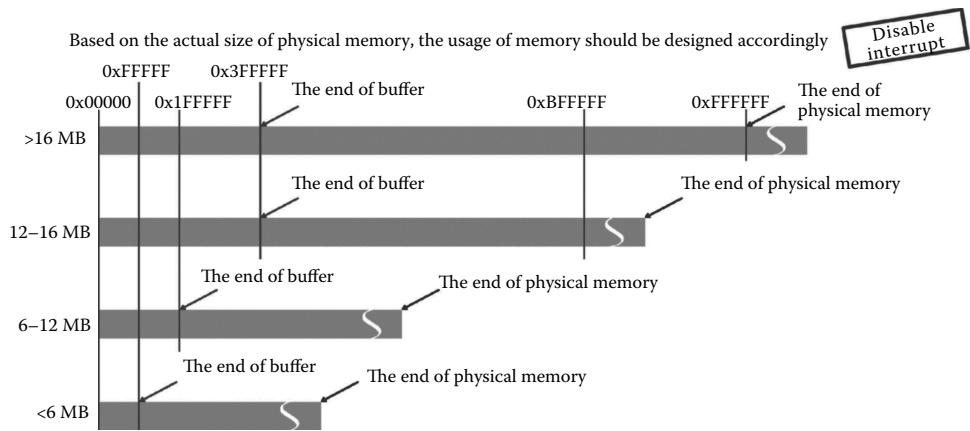 Based on the actual size of physical memory, the usage of memory should be designed accordingly
Disable
interrupt
0xFFFFF
0x3FFFFF
0x00000
0x1FFFFF
The end of buffer
0xBFFFFF
0xFFFFFF
The end of
physical memory
>16 MB
The end of buffer
The end of physical memory
12–16 MB
The end of buffer
The end of physical memory
6–12 MB
The end of buffer
The end of physical memory
<6 MB